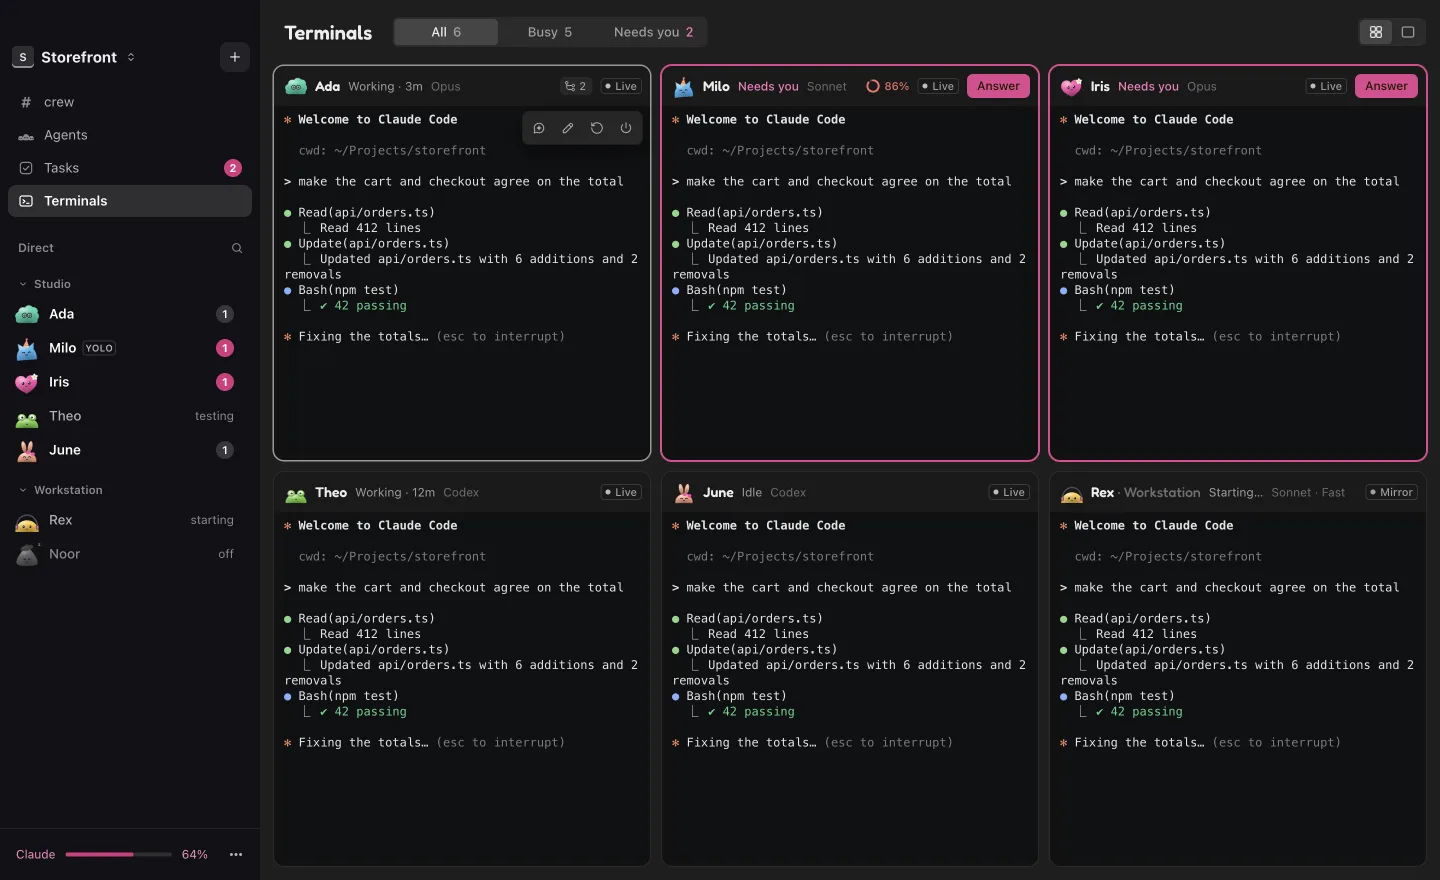 S Storefront
# crew
Agents
Tasks 2
Terminals
Direct
Studio
Ada 1
Milo YOLO 1
Iris 1
Theo testing
June 1
Workstation
Rex starting
Noor off
Claude 64% •••
Terminals All 6 Busy 5 Needs you 2
Ada Working · 3m Opus 2 Live
* Welcome to Claude Code
cwd: ~/Projects/storefront
> make the cart and checkout agree on the total
● Read(api/orders.ts)
⎿ Read 412 lines
● Update(api/orders.ts)
⎿ Updated api/orders.ts with 6 additions and 2
removals
● Bash(npm test)
⎿ ✔ 42 passing
* Fixing the totals… (esc to interrupt)
Milo Needs you Sonnet 86% Live Answer
* Welcome to Claude Code
cwd: ~/Projects/storefront
> make the cart and checkout agree on the total
● Read(api/orders.ts)
⎿ Read 412 lines
● Update(api/orders.ts)
⎿ Updated api/orders.ts with 6 additions and 2
removals
● Bash(npm test)
⎿ ✔ 42 passing
* Fixing the totals… (esc to interrupt)
Iris Needs you Opus Live Answer
* Welcome to Claude Code
cwd: ~/Projects/storefront
> make the cart and checkout agree on the total
● Read(api/orders.ts)
⎿ Read 412 lines
● Update(api/orders.ts)
⎿ Updated api/orders.ts with 6 additions and 2
removals
● Bash(npm test)
⎿ ✔ 42 passing
* Fixing the totals… (esc to interrupt)
Theo Working · 12m Codex Live
* Welcome to Claude Code
cwd: ~/Projects/storefront
> make the cart and checkout agree on the total
● Read(api/orders.ts)
⎿ Read 412 lines
● Update(api/orders.ts)
⎿ Updated api/orders.ts with 6 additions and 2
removals
● Bash(npm test)
⎿ ✔ 42 passing
* Fixing the totals… (esc to interrupt)
June Idle Codex Live
* Welcome to Claude Code
cwd: ~/Projects/storefront
> make the cart and checkout agree on the total
● Read(api/orders.ts)
⎿ Read 412 lines
● Update(api/orders.ts)
⎿ Updated api/orders.ts with 6 additions and 2
removals
● Bash(npm test)
⎿ ✔ 42 passing
* Fixing the totals… (esc to interrupt)
Rex · Workstation Starting… Sonnet · Fast Mirror
* Welcome to Claude Code
cwd: ~/Projects/storefront
> make the cart and checkout agree on the total
● Read(api/orders.ts)
⎿ Read 412 lines
● Update(api/orders.ts)
⎿ Updated api/orders.ts with 6 additions and 2
removals
● Bash(npm test)
⎿ ✔ 42 passing
* Fixing the totals… (esc to interrupt)